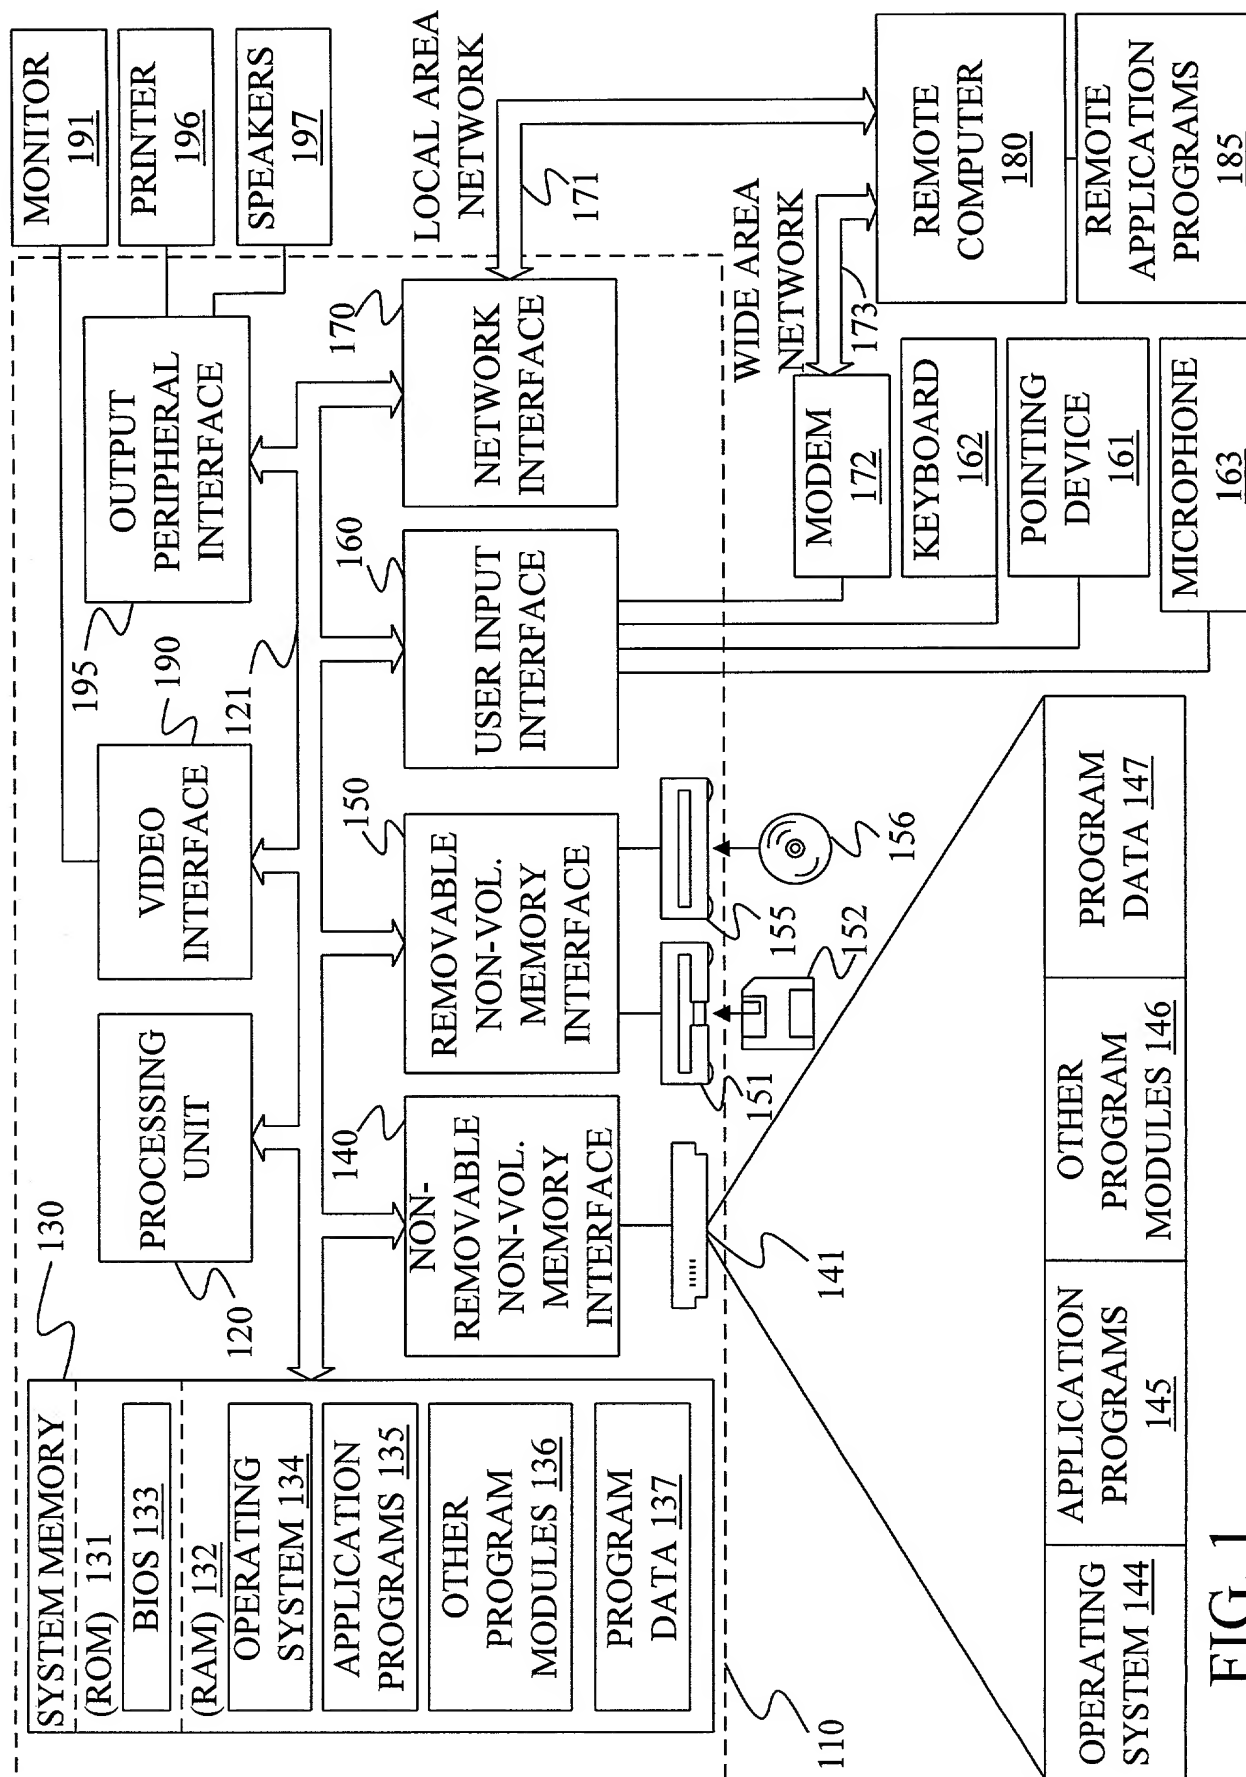 SYSTEM MEMORY
(ROM) 131
BIOS 133
(RAM) 132
OPERATING
SYSTEM 134
APPLICATION
PROGRAMS 135
OTHER
PROGRAM
MODULES 136
PROGRAM
DATA 137
130
PROCESSING
UNIT
120
VIDEO
INTERFACE
190
121
OUTPUT
PERIPHERAL
INTERFACE
195
MONITOR
191
PRINTER
196
SPEAKERS
197
NON-
REMOVABLE
NON-VOL.
MEMORY
INTERFACE
140
REMOVABLE
NON-VOL.
MEMORY
INTERFACE
150
USER INPUT
INTERFACE
160
NETWORK
INTERFACE
170
LOCAL AREA
NETWORK
171
110
141
151
152
155
156
WIDE AREA
NETWORK
173
MODEM
172
KEYBOARD
162
POINTING
DEVICE
161
MICROPHONE
163
REMOTE
COMPUTER
180
REMOTE
APPLICATION
PROGRAMS
185
OPERATING
SYSTEM 144
APPLICATION
PROGRAMS
145
OTHER
PROGRAM
MODULES 146
PROGRAM
DATA 147
FIG. 1